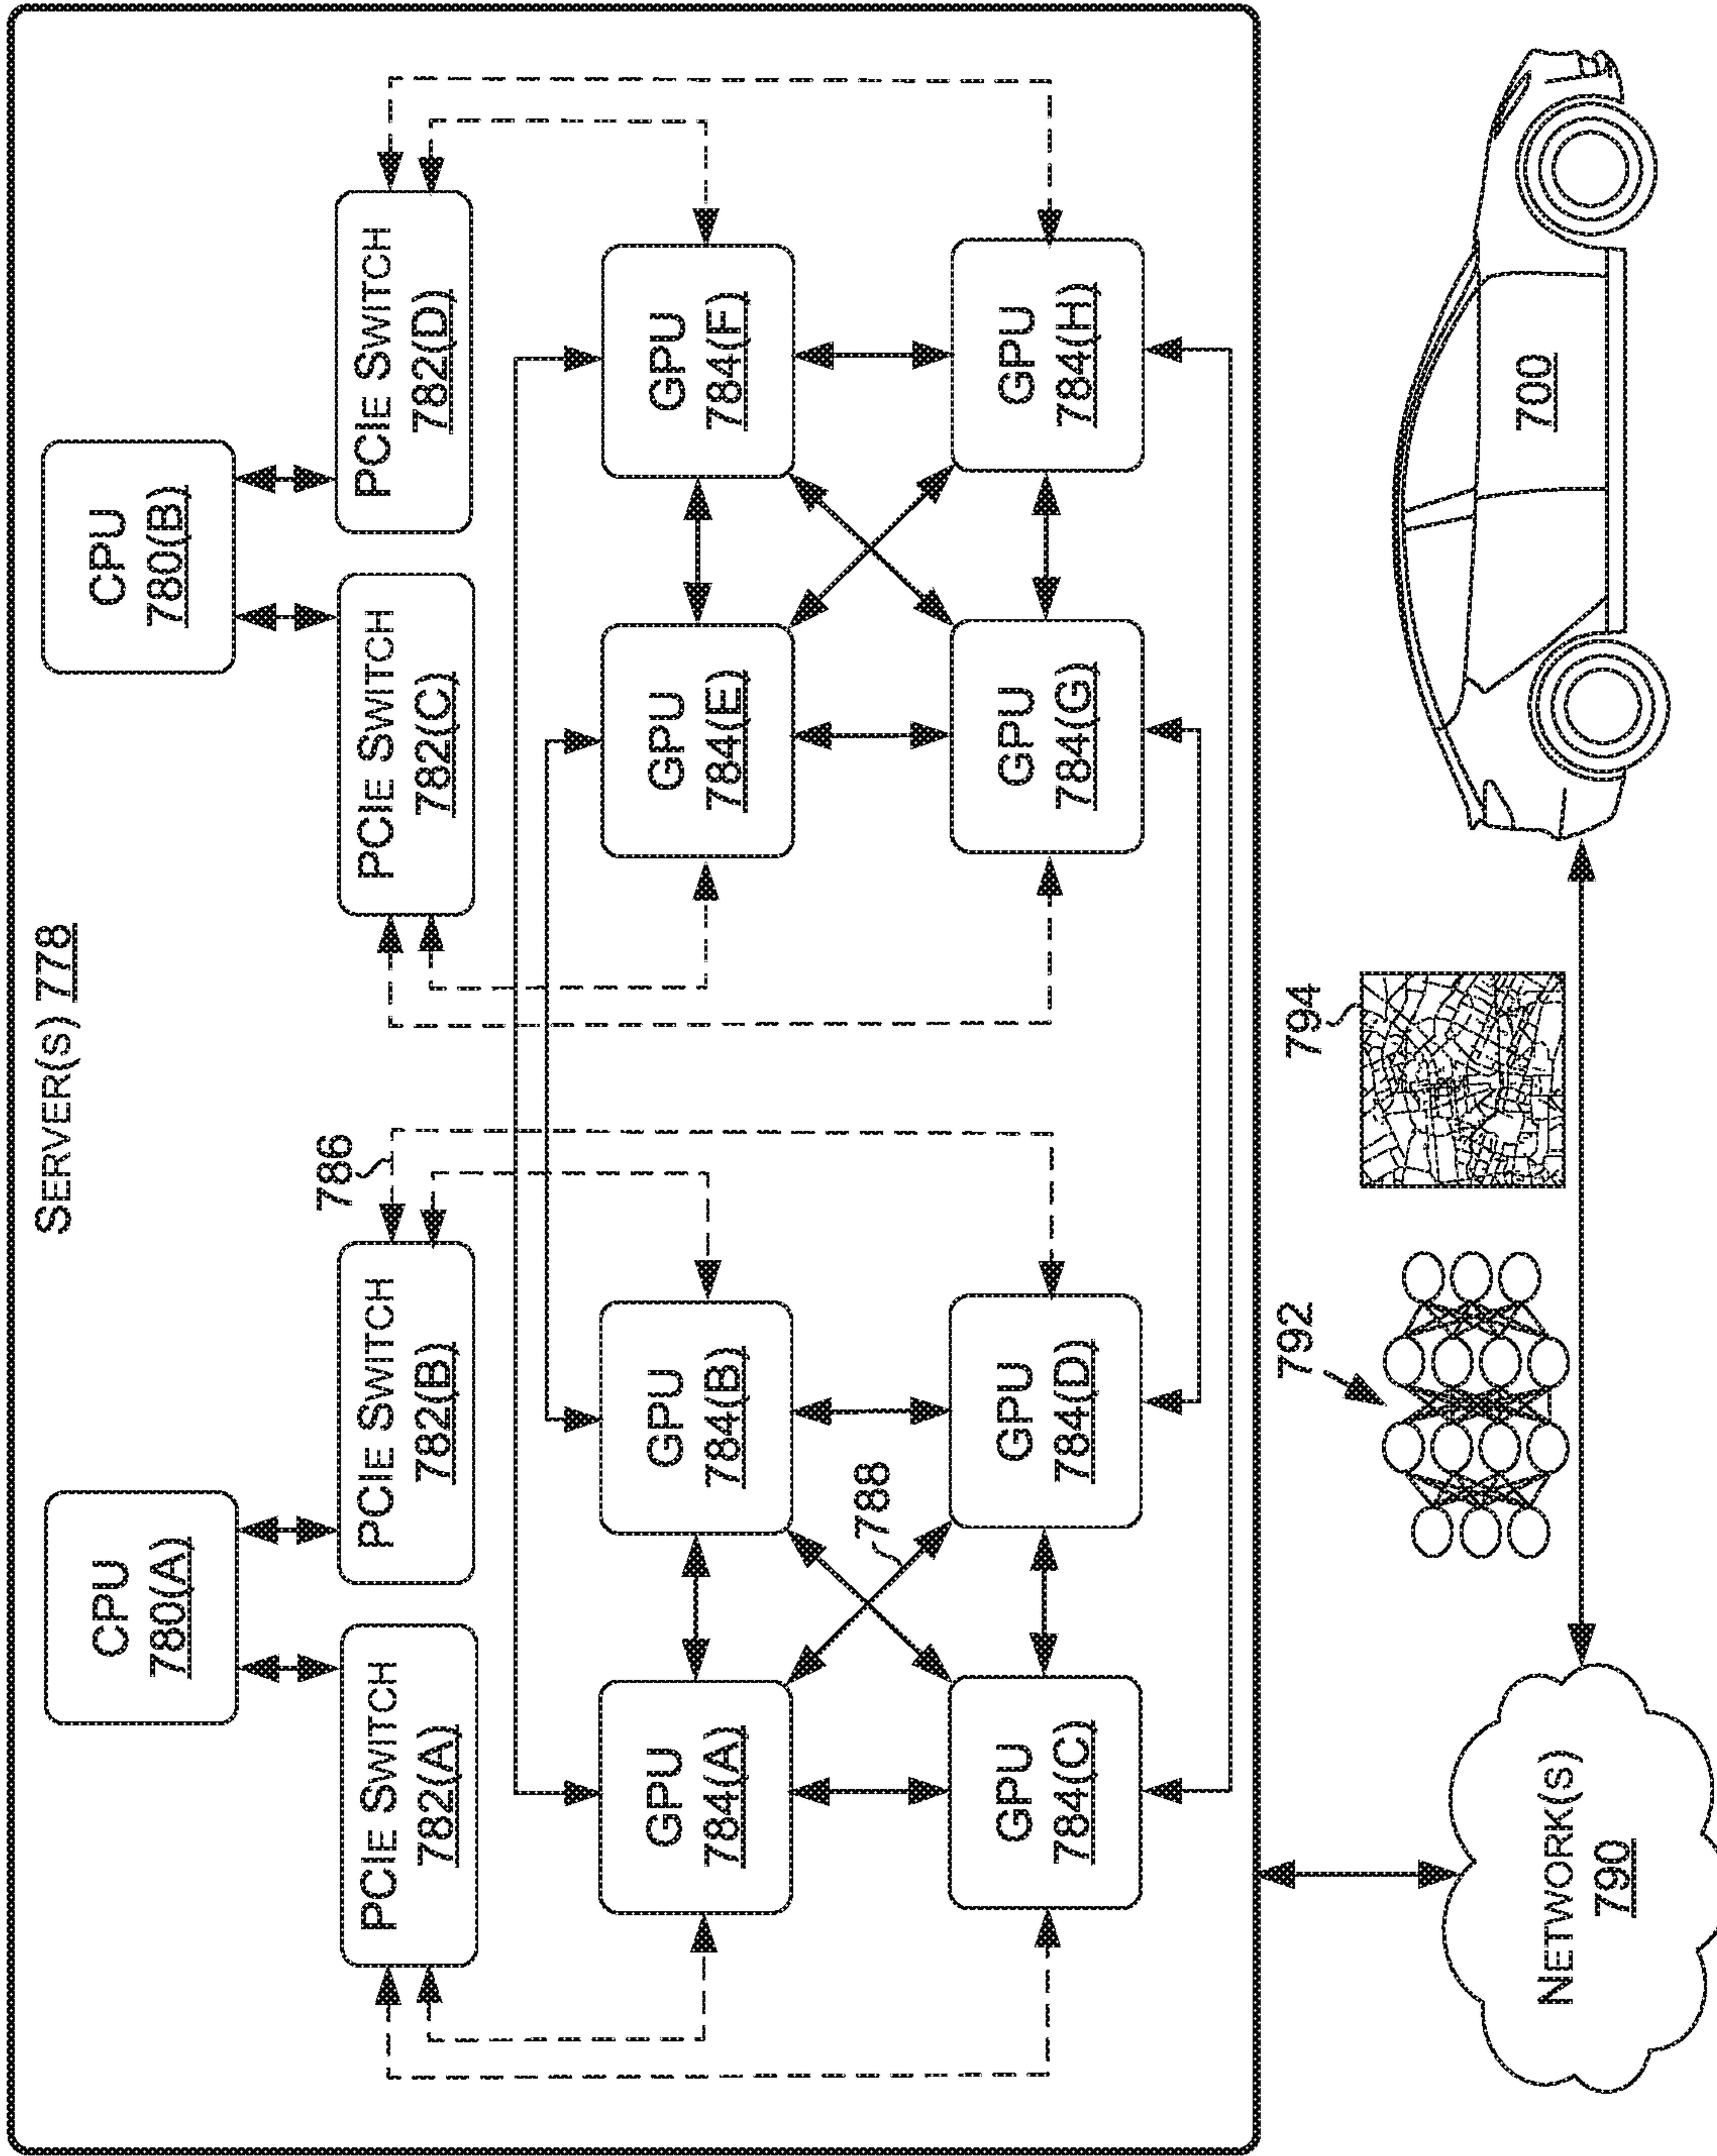 SERVER(S) 778
CPU
780(A)
CPU
780(B)
PCIE SWITCH
782(A)
PCIE SWITCH
782(B)
786
PCIE SWITCH
782(C)
PCIE SWITCH
782(D)
GPU
784(A)
GPU
784(B)
GPU
784(E)
GPU
784(F)
788
GPU
784(C)
GPU
784(D)
GPU
784(G)
GPU
784(H)
NETWORK(S)
790
792
794
700